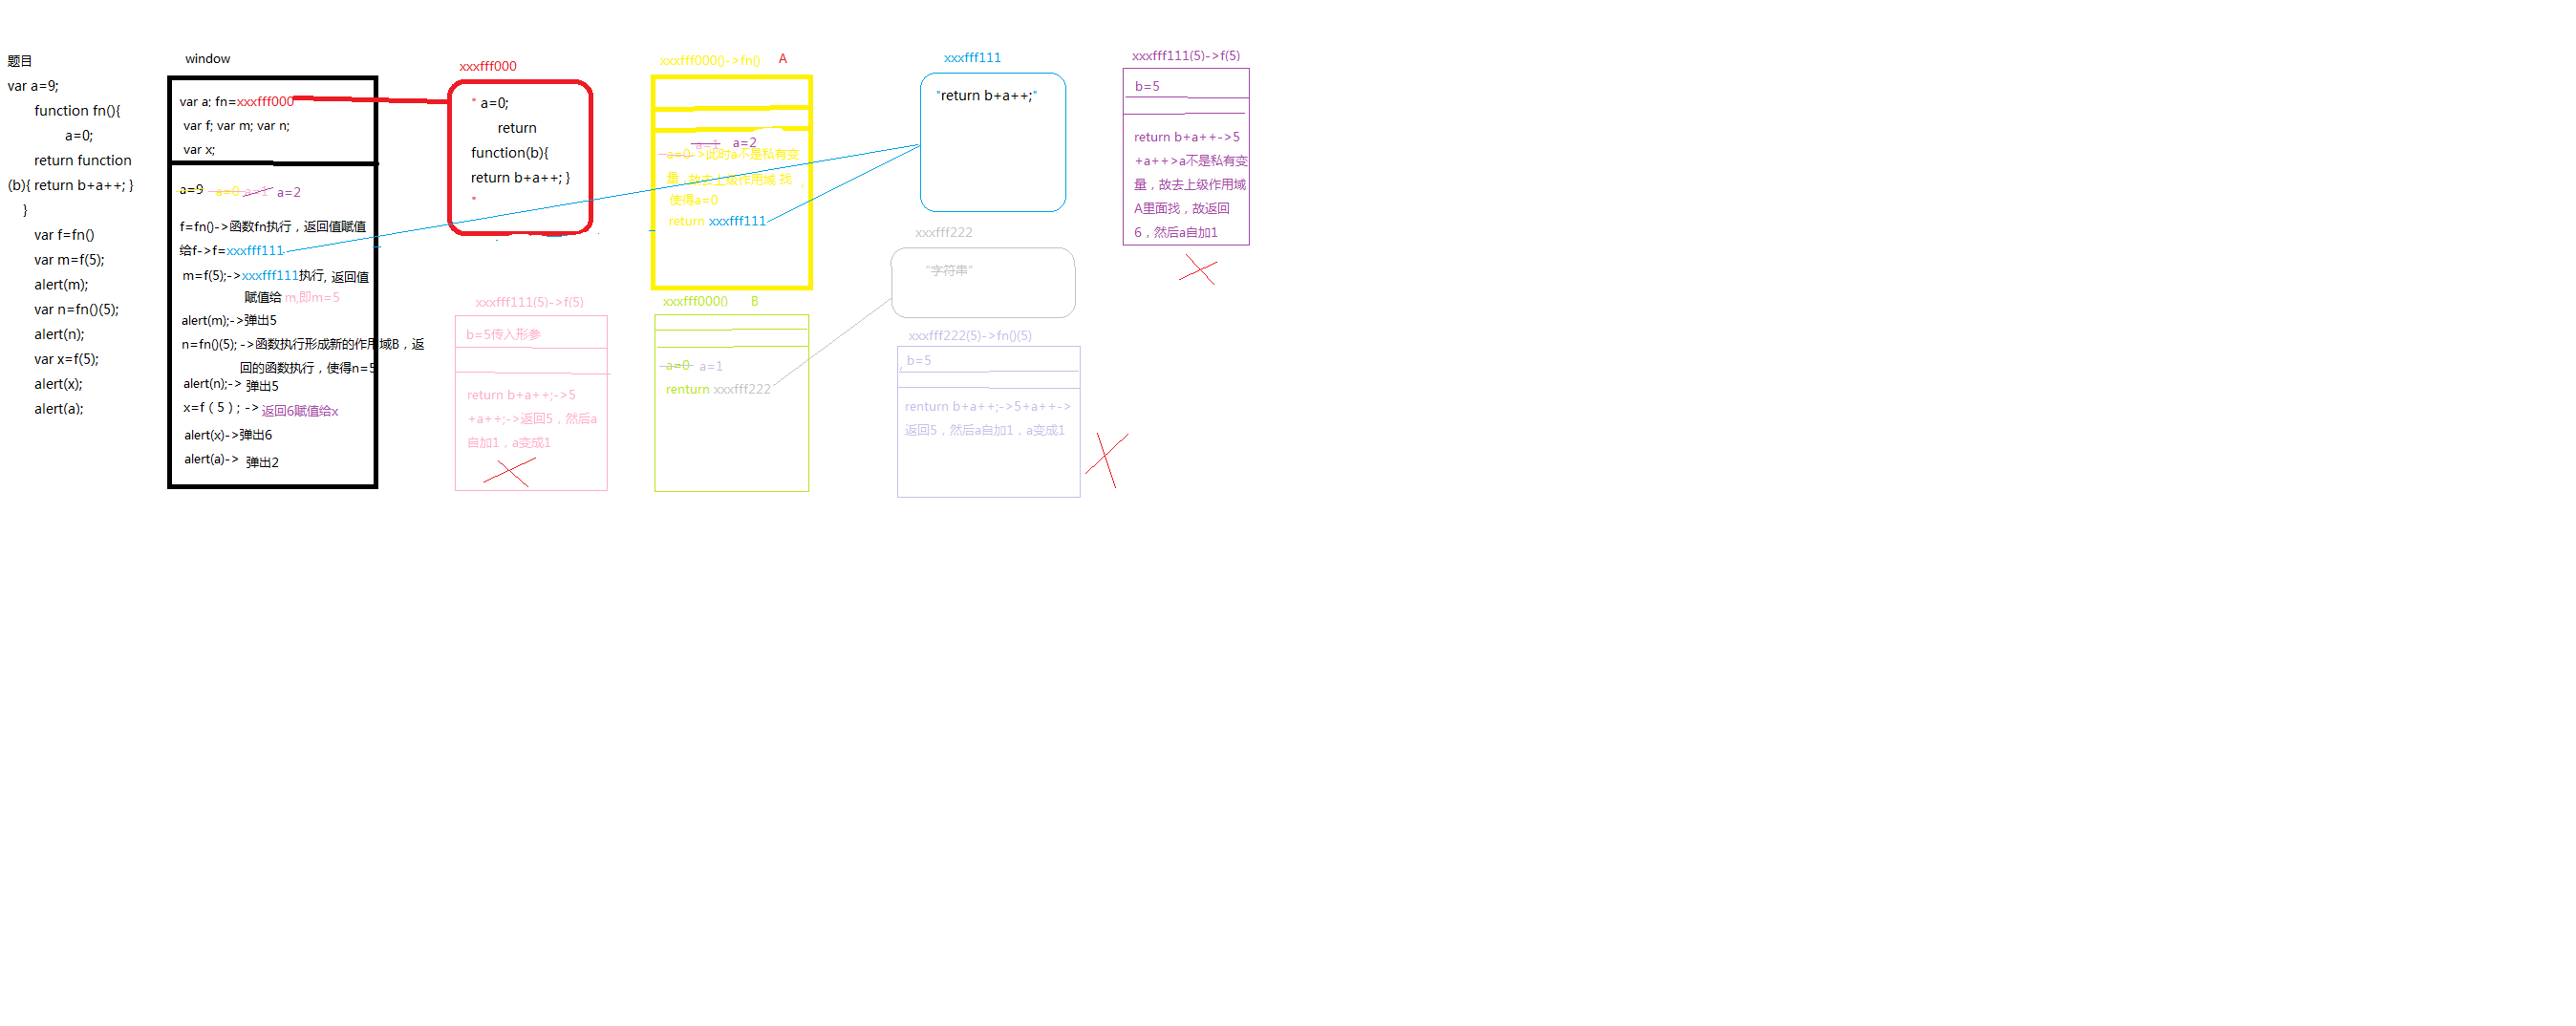 题目
var a=9;
function fn(){
a=0;
return function
(b){ return b+a++; }
}
var f=fn()
var m=f(5);
alert(m);
var n=fn()(5);
alert(n);
var x=f(5);
alert(x);
alert(a);
window
var a; fn=xxxfff000
var f; var m; var n;
var x;
a=9 a=0 a=1 a=2
f=fn()->函数fn执行，返回值赋值
给f->f=xxxfff111
m=f(5);->xxxfff111执行, 返回值
赋值给 m,即m=5
alert(m);->弹出5
n=fn()(5); ->函数执行形成新的作用域B，返
回的函数执行，使得n=5
alert(n);-> 弹出5
x=f（5）; -> 返回6赋值给x
alert(x)->弹出6
alert(a)-> 弹出2
xxxfff000
" a=0;
return
function(b){
return b+a++; }
"
xxxfff000()->fn() A
a=1 a=2
a=0->此时a不是私有变
量，故去上级作用域 找 ，
使得a=0
return xxxfff111
xxxfff111
"return b+a++;"
xxxfff111(5)->f(5)
b=5
return b+a++->5
+a++>a不是私有变
量，故去上级作用域
A里面找，故返回
6，然后a自加1
xxxfff222
"字符串"
xxxfff111(5)->f(5)
b=5传入形参
return b+a++;->5
+a++;->返回5，然后a
自加1，a变成1
xxxfff000() B
a=0 a=1
renturn xxxfff222
xxxfff222(5)->fn()(5)
b=5
renturn b+a++;->5+a++->
返回5，然后a自加1，a变成1